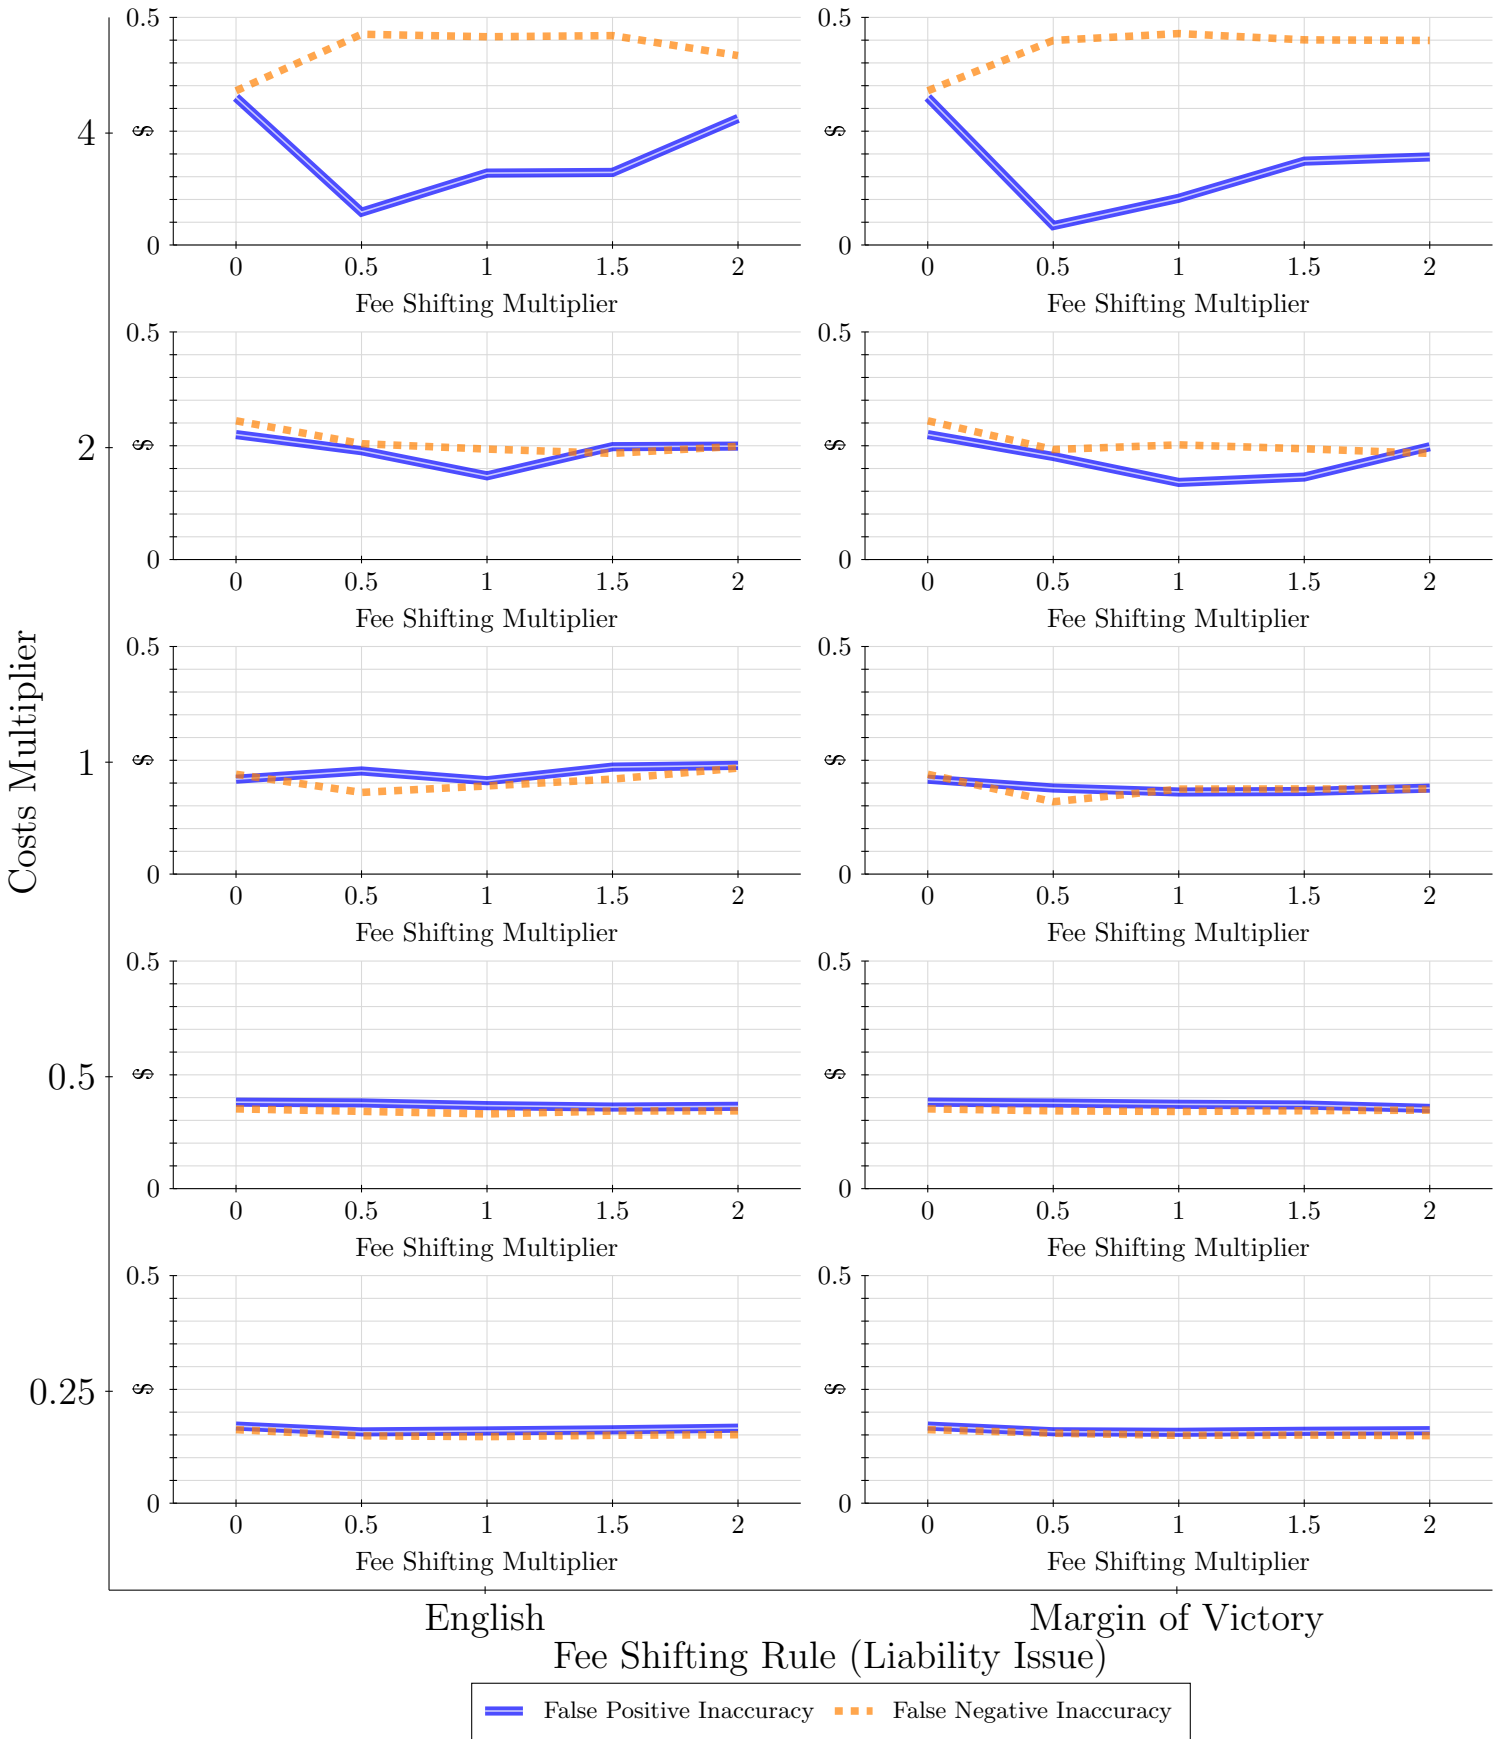 Costs Multiplier
4
0.5
$
0
0 0.5 1 1.5 2
Fee Shifting Multiplier
0.5
$
0
0 0.5 1 1.5 2
Fee Shifting Multiplier
2
0.5
$
0
0 0.5 1 1.5 2
Fee Shifting Multiplier
0.5
$
0
0 0.5 1 1.5 2
Fee Shifting Multiplier
1
0.5
$
0
0 0.5 1 1.5 2
Fee Shifting Multiplier
0.5
$
0
0 0.5 1 1.5 2
Fee Shifting Multiplier
0.5
0.5
$
0
0 0.5 1 1.5 2
Fee Shifting Multiplier
0.5
$
0
0 0.5 1 1.5 2
Fee Shifting Multiplier
0.25
0.5
$
0
0 0.5 1 1.5 2
Fee Shifting Multiplier
0.5
$
0
0 0.5 1 1.5 2
Fee Shifting Multiplier
English Margin of Victory
Fee Shifting Rule (Liability Issue)
False Positive Inaccuracy False Negative Inaccuracy